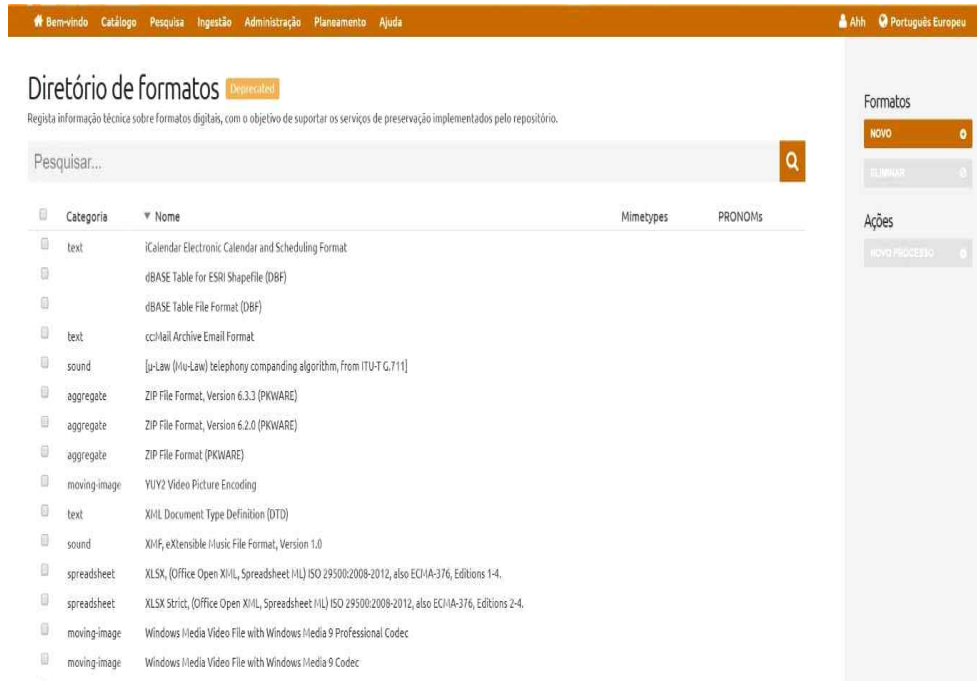 Bem-vindo Catálogo Pesquisa Ingestão Administração Planeamento Ajuda Ahh Português Europeu
Diretório de formatos Deprecated
Regista informação técnica sobre formatos digitais, com o objetivo de suportar os serviços de preservação implementados pelo repositório.
Pesquisar...
Categoria Nome Mimetypes PRONOMs
text iCalendar Electronic Calendar and Scheduling Format
dBASE Table for ESRI Shapefile (DBF)
dBASE Table File Format (DBF)
text cc:Mail Archive Email Format
sound [μ-Law (Mu-Law) telephony companding algorithm, from ITU-T G.711]
aggregate ZIP File Format, Version 6.3.3 (PKWARE)
aggregate ZIP File Format, Version 6.2.0 (PKWARE)
aggregate ZIP File Format (PKWARE)
moving-image YUY2 Video Picture Encoding
text XML Document Type Definition (DTD)
sound XMF, eXtensible Music File Format, Version 1.0
spreadsheet XLSX, (Office Open XML, Spreadsheet ML) ISO 29500:2008-2012, also ECMA-376, Editions 1-4.
spreadsheet XLSX Strict, (Office Open XML, Spreadsheet ML) ISO 29500:2008-2012, also ECMA-376, Editions 2-4.
moving-image Windows Media Video File with Windows Media 9 Professional Codec
moving-image Windows Media Video File with Windows Media 9 Codec
Formatos
NOVO
ELIMINAR
Ações
NOVO PROCESSO